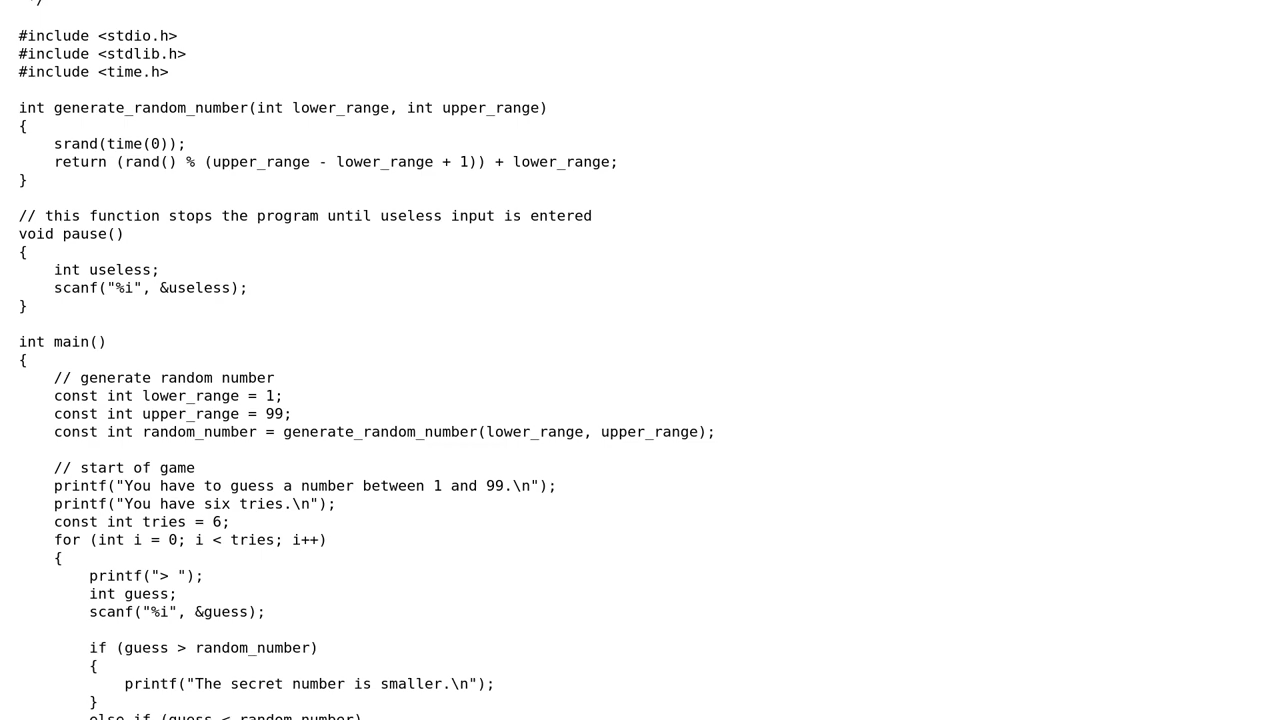 */
#include <stdio.h>
#include <stdlib.h>
#include <time.h>
int generate_random_number(int lower_range, int upper_range)
{
    srand(time(0));
    return (rand() % (upper_range - lower_range + 1)) + lower_range;
}
// this function stops the program until useless input is entered
void pause()
{
    int useless;
    scanf("%i", &useless);
}
int main()
{
    // generate random number
    const int lower_range = 1;
    const int upper_range = 99;
    const int random_number = generate_random_number(lower_range, upper_range);
    // start of game
    printf("You have to guess a number between 1 and 99.\n");
    printf("You have six tries.\n");
    const int tries = 6;
    for (int i = 0; i < tries; i++)
    {
        printf("> ");
        int guess;
        scanf("%i", &guess);
        if (guess > random_number)
        {
            printf("The secret number is smaller.\n");
        }
        else if (guess < random_number)